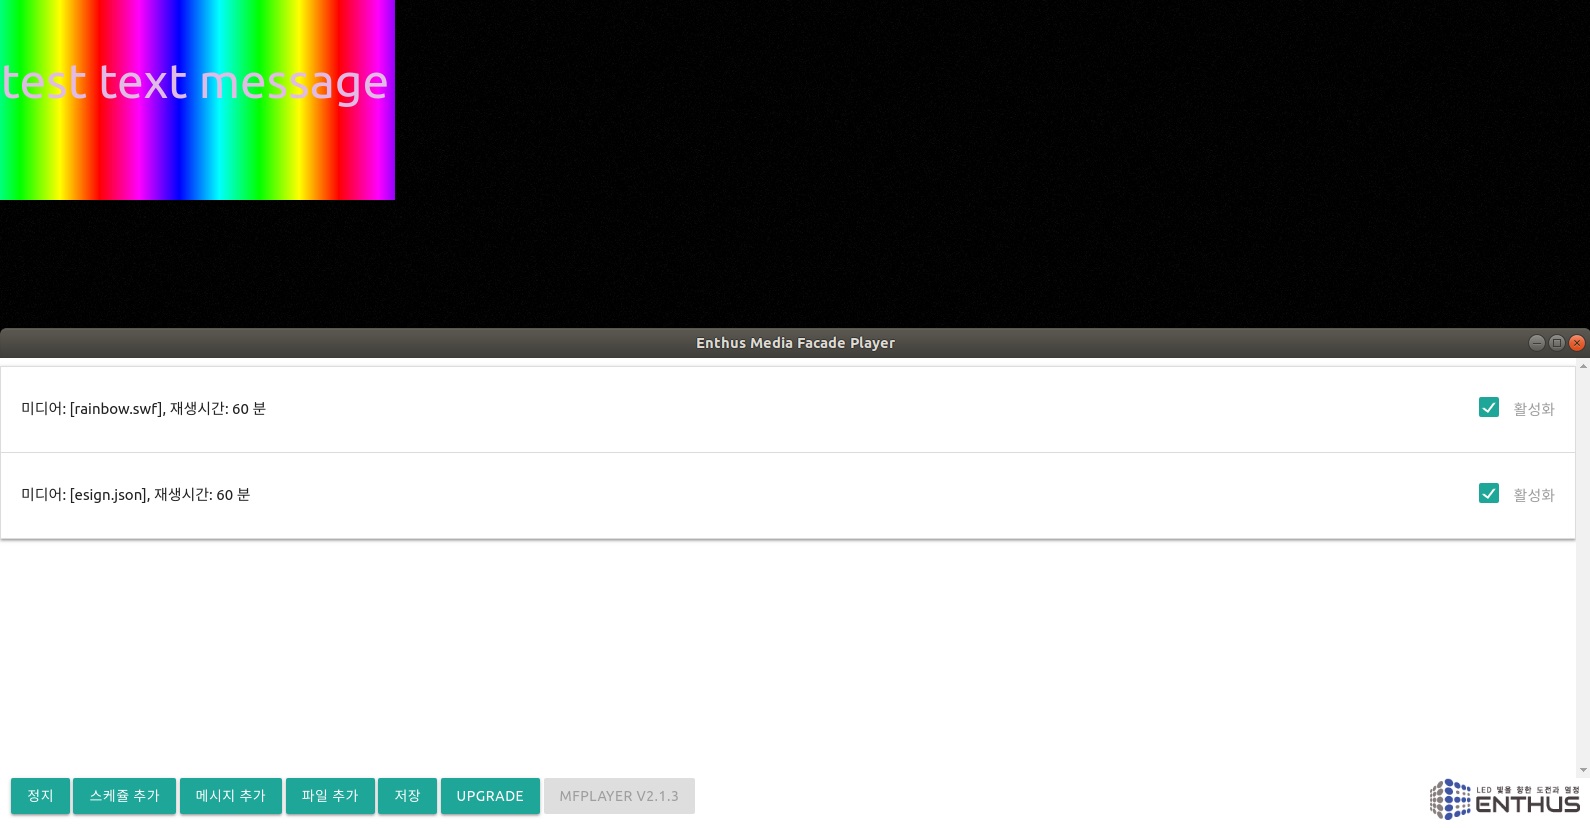 test text message
Enthus Media Facade Player
미디어: [rainbow.swf], 재생시간: 60 분
활성화
미디어: [esign.json], 재생시간: 60 분
활성화
정지
스케쥴 추가
메시지 추가
파일 추가
저장
UPGRADE
MFPLAYER V2.1.3
LED 빛을 향한 도전과 열정
ENTHUS